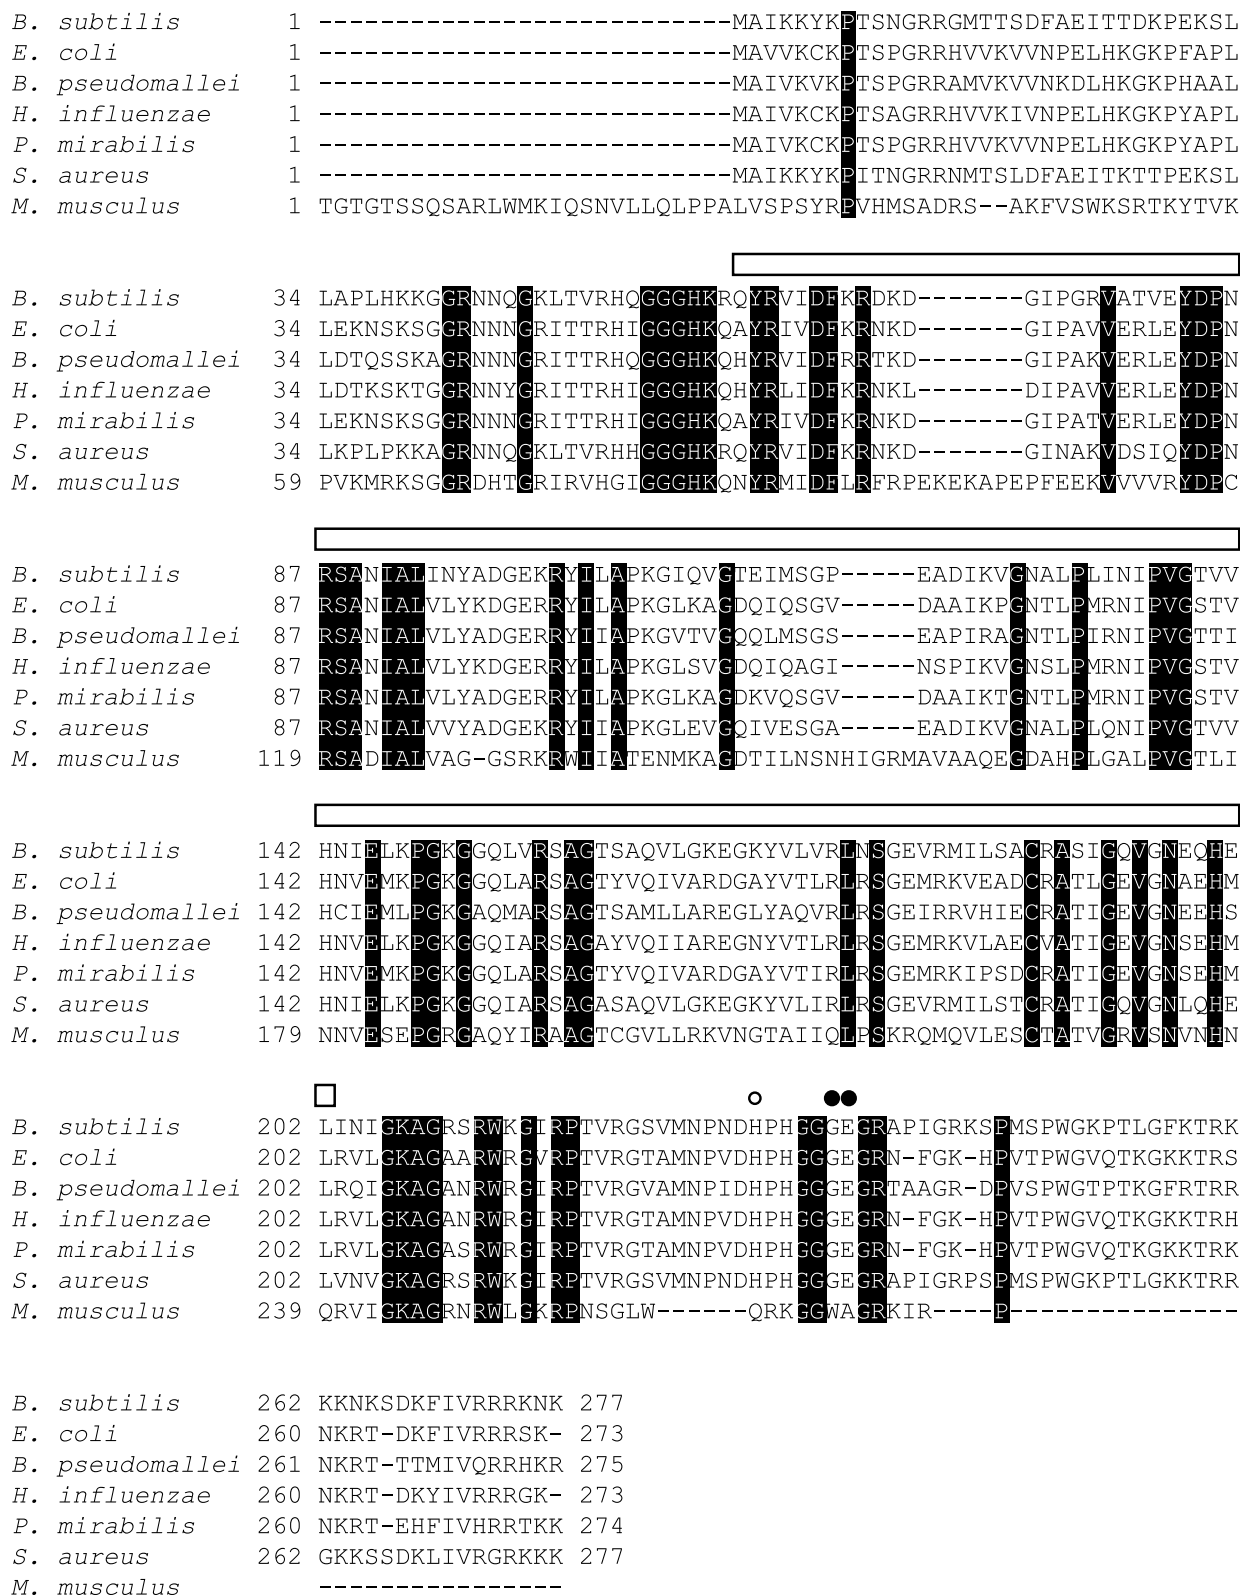 B. subtilis 1 ---------------------------MAIKKYKPTSNGRRGMTTSDFAEITTDKPEKSL
E. coli 1 ---------------------------MAVVKCKPTSPGRRHVVKVVNPELHKGKPFAPL
B. pseudomallei 1 ---------------------------MAIVKVKPTSPGRRAMVKVVNKDLHKGKPHAAL
H. influenzae 1 ---------------------------MAIVKCKPTSAGRRHVVKIVNPELHKGKPYAPL
P. mirabilis 1 ---------------------------MAIVKCKPTSPGRRHVVKVVNPELHKGKPYAPL
S. aureus 1 ---------------------------MAIKKYKPITNGRRNMTSLDFAEITKTTPEKSL
M. musculus 1 TGTGTSSQSARLWMKIQSNVLLQLPPALVSPSYRPVHMSADRS--AKFVSWKSRTKYTVK
B. subtilis 34 LAPLHKKGGRNNQGKLTVRHQGGGHKRQYRVIDFKRDKD-------GIPGRVATVEYDPN
E. coli 34 LEKNSKSGGRNNNGRITTRHIGGGHKQAYRIVDFKRNKD-------GIPAVVERLEYDPN
B. pseudomallei 34 LDTQSSKAGRNNNGRITTRHQGGGHKQHYRVIDFRRTKD-------GIPAKVERLEYDPN
H. influenzae 34 LDTKSKTGGRNNYGRITTRHIGGGHKQHYRLIDFKRNKL-------DIPAVVERLEYDPN
P. mirabilis 34 LEKNSKSGGRNNNGRITTRHIGGGHKQAYRIVDFKRNKD-------GIPATVERLEYDPN
S. aureus 34 LKPLPKKAGRNNQGKLTVRHHGGGHKRQYRVIDFKRNKD-------GINAKVDSIQYDPN
M. musculus 59 PVKMRKSGGRDHTGRIRVHGIGGGHKQNYRMIDFLRFRPEKEKAPEPFEEKVVVVRYDPC
B. subtilis 87 RSANIALINYADGEKRYILAPKGIQVGTEIMSGP-----EADIKVGNALPLINIPVGTVV
E. coli 87 RSANIALVLYKDGERRYILAPKGLKAGDQIQSGV-----DAAIKPGNTLPMRNIPVGSTV
B. pseudomallei 87 RSANIALVLYADGERRYIIAPKGVTVGQQLMSGS-----EAPIRAGNTLPIRNIPVGTTI
H. influenzae 87 RSANIALVLYKDGERRYILAPKGLSVGDQIQAGI-----NSPIKVGNSLPMRNIPVGSTV
P. mirabilis 87 RSANIALVLYADGERRYILAPKGLKAGDKVQSGV-----DAAIKTGNTLPMRNIPVGSTV
S. aureus 87 RSANIALVVYADGEKRYIIAPKGLEVGQIVESGA-----EADIKVGNALPLQNIPVGTVV
M. musculus 119 RSADIALVAG-GSRKRWIIATENMKAGDTILNSNHIGRMAVAAQEGDAHPLGALPVGTLI
B. subtilis 142 HNIELKPGKGGQLVRSAGTSAQVLGKEGKYVLVRLNSGEVRMILSACRASIGQVGNEQHE
E. coli 142 HNVEMKPGKGGQLARSAGTYVQIVARDGAYVTLRLRSGEMRKVEADCRATLGEVGNAEHM
B. pseudomallei 142 HCIEMLPGKGAQMARSAGTSAMLLAREGLYAQVRLRSGEIRRVHIECRATIGEVGNEEHS
H. influenzae 142 HNVELKPGKGGQIARSAGAYVQIIAREGNYVTLRLRSGEMRKVLAECVATIGEVGNSEHM
P. mirabilis 142 HNVEMKPGKGGQLARSAGTYVQIVARDGAYVTIRLRSGEMRKIPSDCRATIGEVGNSEHM
S. aureus 142 HNIELKPGKGGQIARSAGASAQVLGKEGKYVLIRLRSGEVRMILSTCRATIGQVGNLQHE
M. musculus 179 NNVESEPGRGAQYIRAAGTCGVLLRKVNGTAIIQLPSKRQMQVLESCTATVGRVSNVNHN
B. subtilis 202 LINIGKAGRSRWKGIRPTVRGSVMNPNDHPHGGGEGRAPIGRKSPMSPWGKPTLGFKTRK
E. coli 202 LRVLGKAGAARWRGVRPTVRGTAMNPVDHPHGGGEGRN-FGK-HPVTPWGVQTKGKKTRS
B. pseudomallei 202 LRQIGKAGANRWRGIRPTVRGVAMNPIDHPHGGGEGRTAAGR-DPVSPWGTPTKGFRTRR
H. influenzae 202 LRVLGKAGANRWRGIRPTVRGTAMNPVDHPHGGGEGRN-FGK-HPVTPWGVQTKGKKTRH
P. mirabilis 202 LRVLGKAGASRWRGIRPTVRGTAMNPVDHPHGGGEGRN-FGK-HPVTPWGVQTKGKKTRK
S. aureus 202 LVNVGKAGRSRWKGIRPTVRGSVMNPNDHPHGGGEGRAPIGRPSPMSPWGKPTLGKKTRR
M. musculus 239 QRVIGKAGRNRWLGKRPNSGLW------QRKGGWAGRKIR----P---------------
B. subtilis 262 KKNKSDKFIVRRRKNK 277
E. coli 260 NKRT-DKFIVRRRSK- 273
B. pseudomallei 261 NKRT-TTMIVQRRHKR 275
H. influenzae 260 NKRT-DKYIVRRRGK- 273
P. mirabilis 260 NKRT-EHFIVHRRTKK 274
S. aureus 262 GKKSSDKLIVRGRKKK 277
M. musculus ----------------